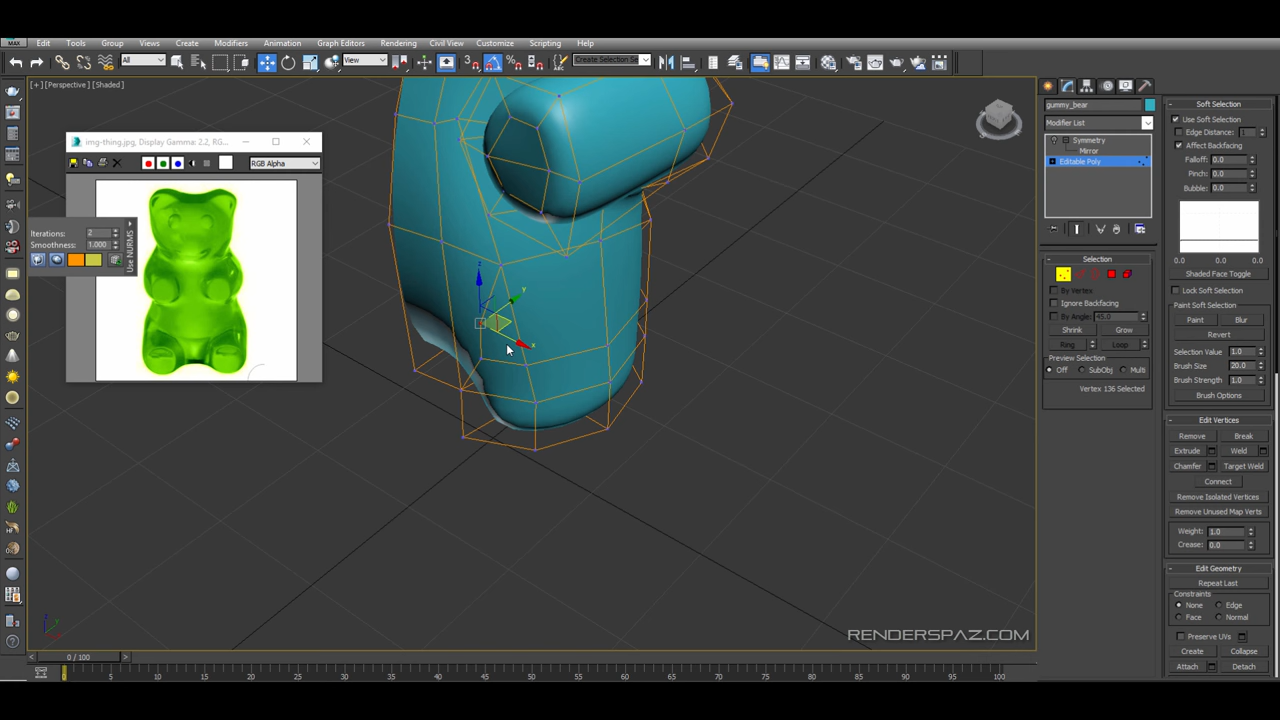 MAX Edit Tools Group Views Create Modifiers Animation Graph Editors Rendering Civil View Customize Scripting Help
All View Create Selection Se
[+] [Perspective] [Shaded]
img-thing.jpg, Display Gamma: 2.2, RG...
RGB Alpha
Iterations: 2
Smoothness: 1.000
Use NURMS
z
y
x
RENDERSPAZ.COM
gummy_bear
Modifier List
Symmetry
Mirror
Editable Poly
Selection
By Vertex
Ignore Backfacing
By Angle: 45.0
Shrink Grow
Ring Loop
Preview Selection
Off SubObj Multi
Vertex 136 Selected
Soft Selection
Use Soft Selection
Edge Distance: 1
Affect Backfacing
Falloff: 0.0
Pinch: 0.0
Bubble: 0.0
0.0 0.0 0.0
Shaded Face Toggle
Lock Soft Selection
Paint Soft Selection
Paint Blur
Revert
Selection Value 1.0
Brush Size 20.0
Brush Strength 1.0
Brush Options
Edit Vertices
Remove Break
Extrude Weld
Chamfer Target Weld
Connect
Remove Isolated Vertices
Remove Unused Map Verts
Weight: 1.0
Crease: 0.0
Edit Geometry
Repeat Last
Constraints
None Edge
Face Normal
Preserve UVs
Create Collapse
Attach Detach
0 / 100
0 5 10 15 20 25 30 35 40 45 50 55 60 65 70 75 80 85 90 95 100